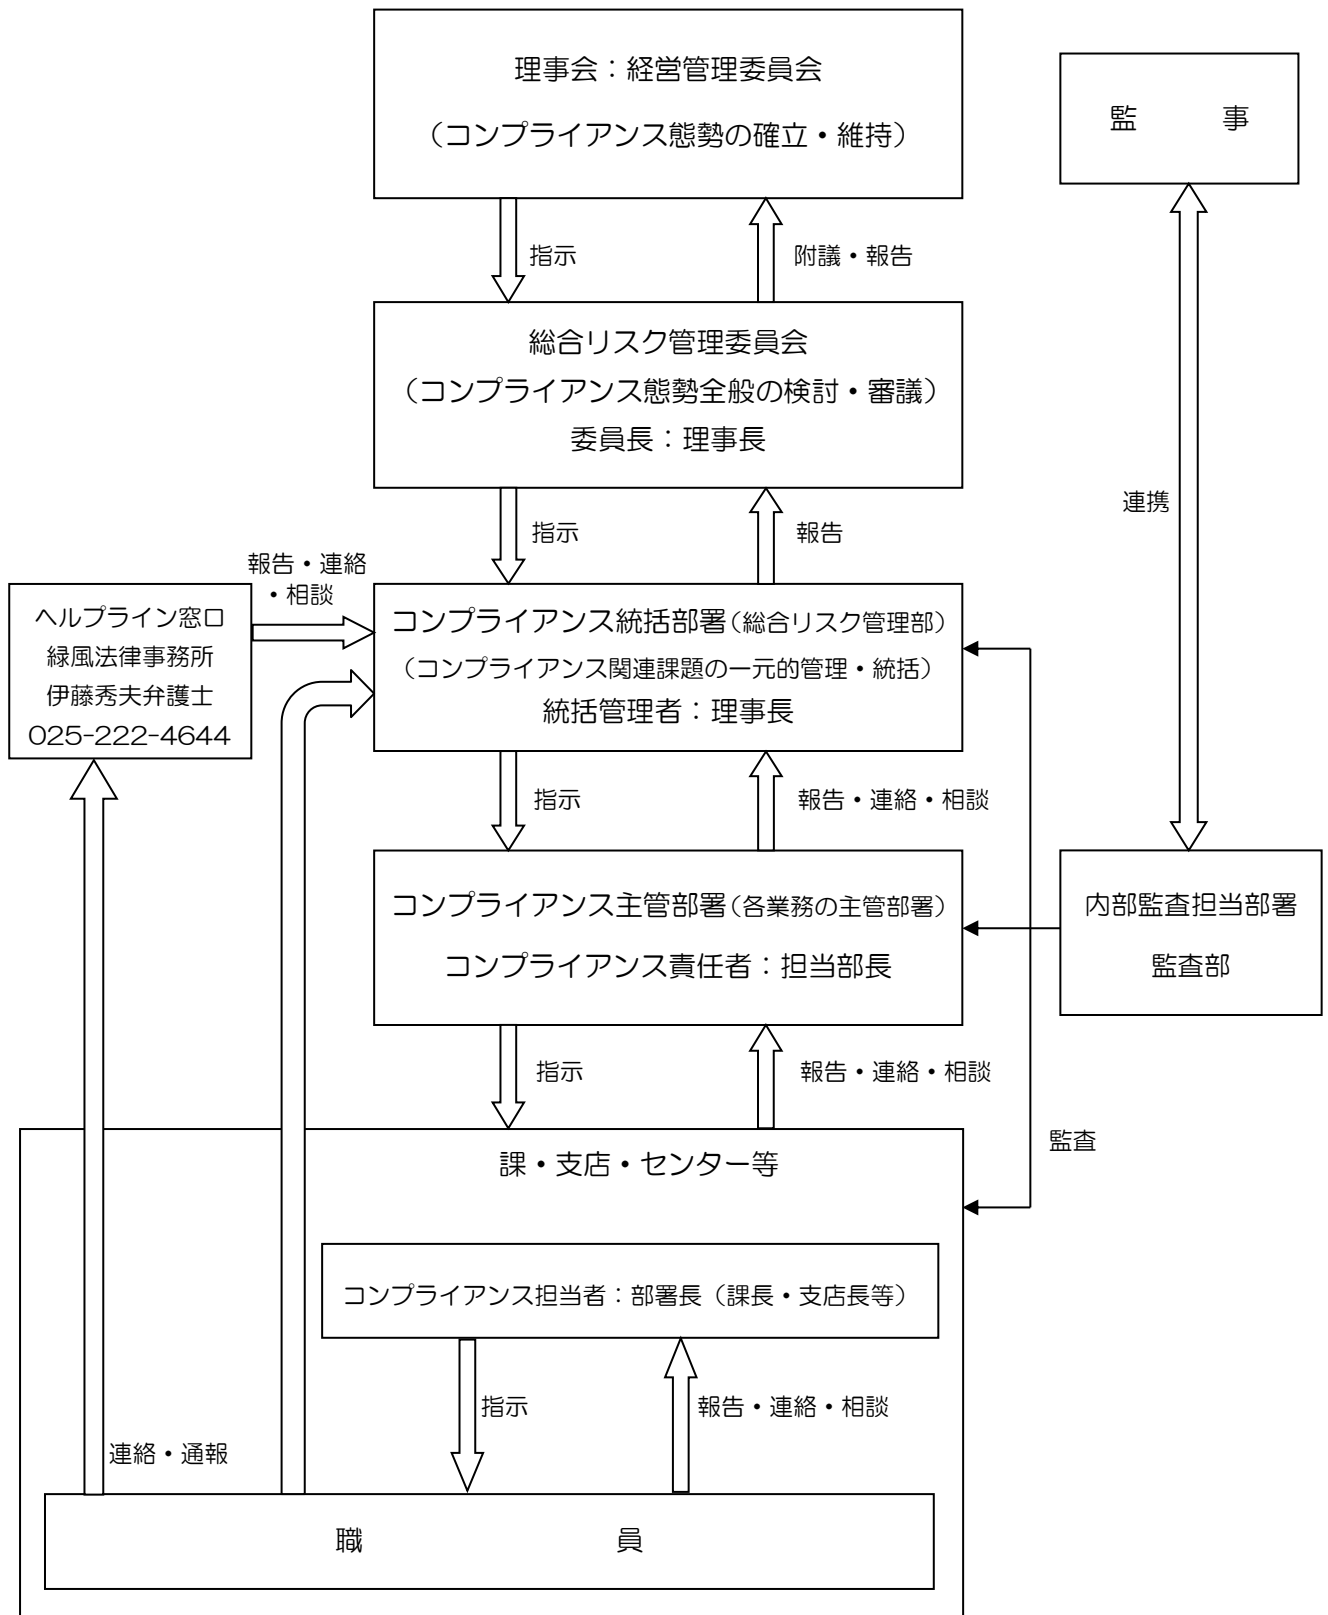 理事会：経営管理委員会
（コンプライアンス態勢の確立・維持）
監　　　事
指示
附議・報告
総合リスク管理委員会
（コンプライアンス態勢全般の検討・審議）
委員長：理事長
連携
指示
報告
報告・連絡
・相談
ヘルプライン窓口
緑風法律事務所
伊藤秀夫弁護士
025-222-4644
コンプライアンス統括部署（総合リスク管理部）
（コンプライアンス関連課題の一元的管理・統括）
統括管理者：理事長
指示
報告・連絡・相談
コンプライアンス主管部署（各業務の主管部署）
コンプライアンス責任者：担当部長
内部監査担当部署
監査部
指示
報告・連絡・相談
監査
課・支店・センター等
コンプライアンス担当者：部署長（課長・支店長等）
指示
報告・連絡・相談
連絡・通報
職　　　　　　　員